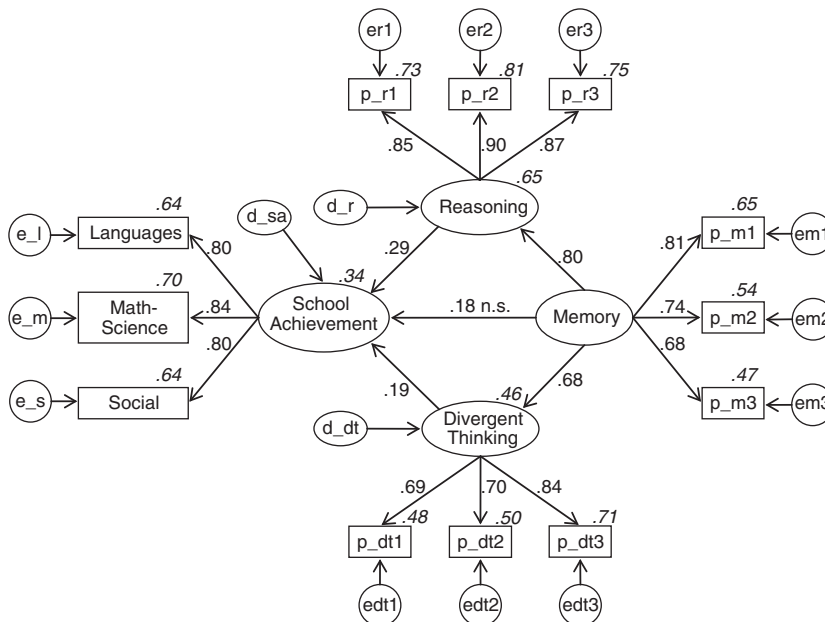 er1
er2
er3
.73
.81
.75
p_r1
p_r2
p_r3
.85
.90
.87
.65
d_r
Reasoning
.64
d_sa
.65
e_l
Languages
p_m1
em1
.80
.29
.80
.81
.70
.34
.54
e_m
Math-
Science
.84
School
Achievement
.18 n.s.
Memory
.74
p_m2
em2
.80
.68
.68
.64
.19
.46
.47
e_s
Social
d_dt
Divergent
Thinking
p_m3
em3
.69
.70
.84
.48
.50
.71
p_dt1
p_dt2
p_dt3
edt1
edt2
edt3